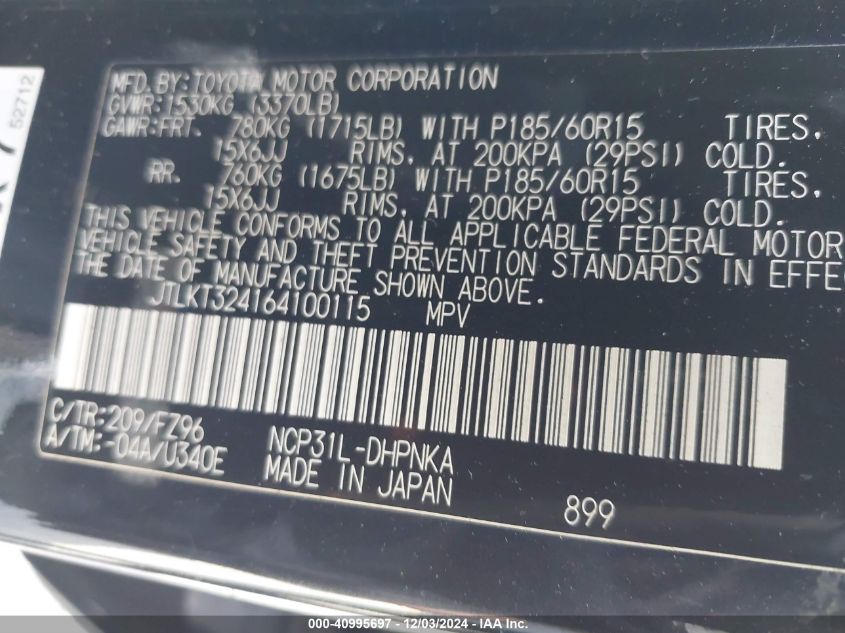 52712
MFD.BY:TOYOTA MOTOR CORPORATION
GVWR:1530KG (3370LB)
GAWR:FRT. 780KG (1715LB) WITH P185/60R15 TIRES,
15X6JJ RIMS, AT 200KPA (29PSI) COLD.
RR. 760KG (1675LB) WITH P185/60R15 TIRES,
15X6JJ RIMS, AT 200KPA (29PSI) COLD.
THIS VEHICLE CONFORMS TO ALL APPLICABLE FEDERAL MOTOR
VEHICLE SAFETY AND THEFT PREVENTION STANDARDS IN EFFE
THE DATE OF MANUFACTURE SHOWN ABOVE.
JTLKT324164100115 MPV
C/TR:209/FZ96
A/TM:-04A/U340E
NCP31L-DHPNKA
MADE IN JAPAN
899
000-40995697 - 12/03/2024 - IAA Inc.